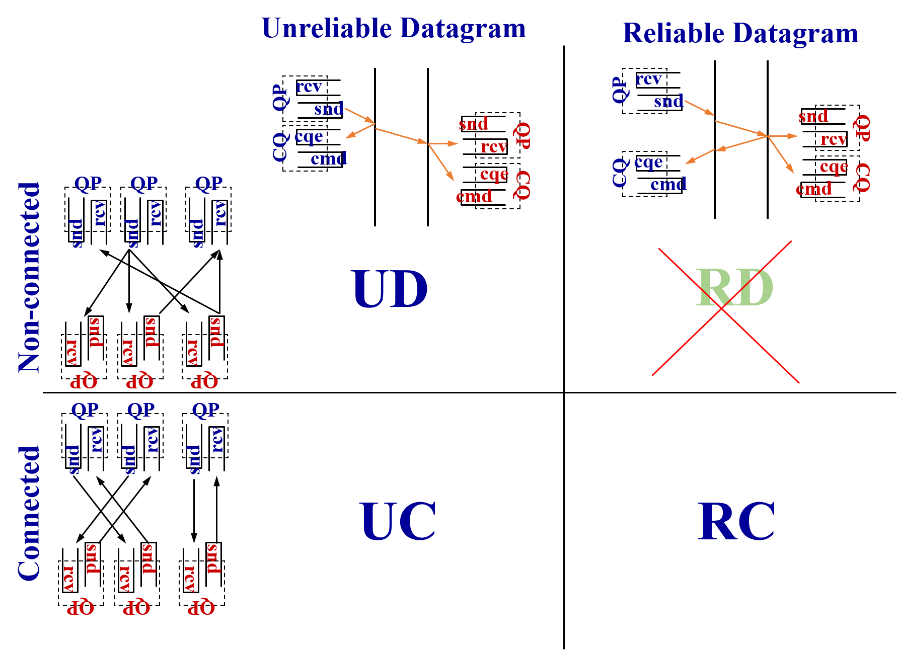 Unreliable Datagram
Reliable Datagram
QP
rcv
snd
CQ
cqe
cmd
snd
rcv
QP
cqe
cmd
CQ
QP
rcv
snd
CQ
cqe
cmd
snd
rcv
QP
cqe
cmd
CQ
Non-connected
QP QP QP
snd rcv snd rcv snd rcv
UD
RD
rcv snd rcv snd rcv snd
QP QP QP
Connected
QP QP QP
snd rcv snd rcv snd rcv
UC
RC
rcv snd rcv snd rcv snd
QP QP QP